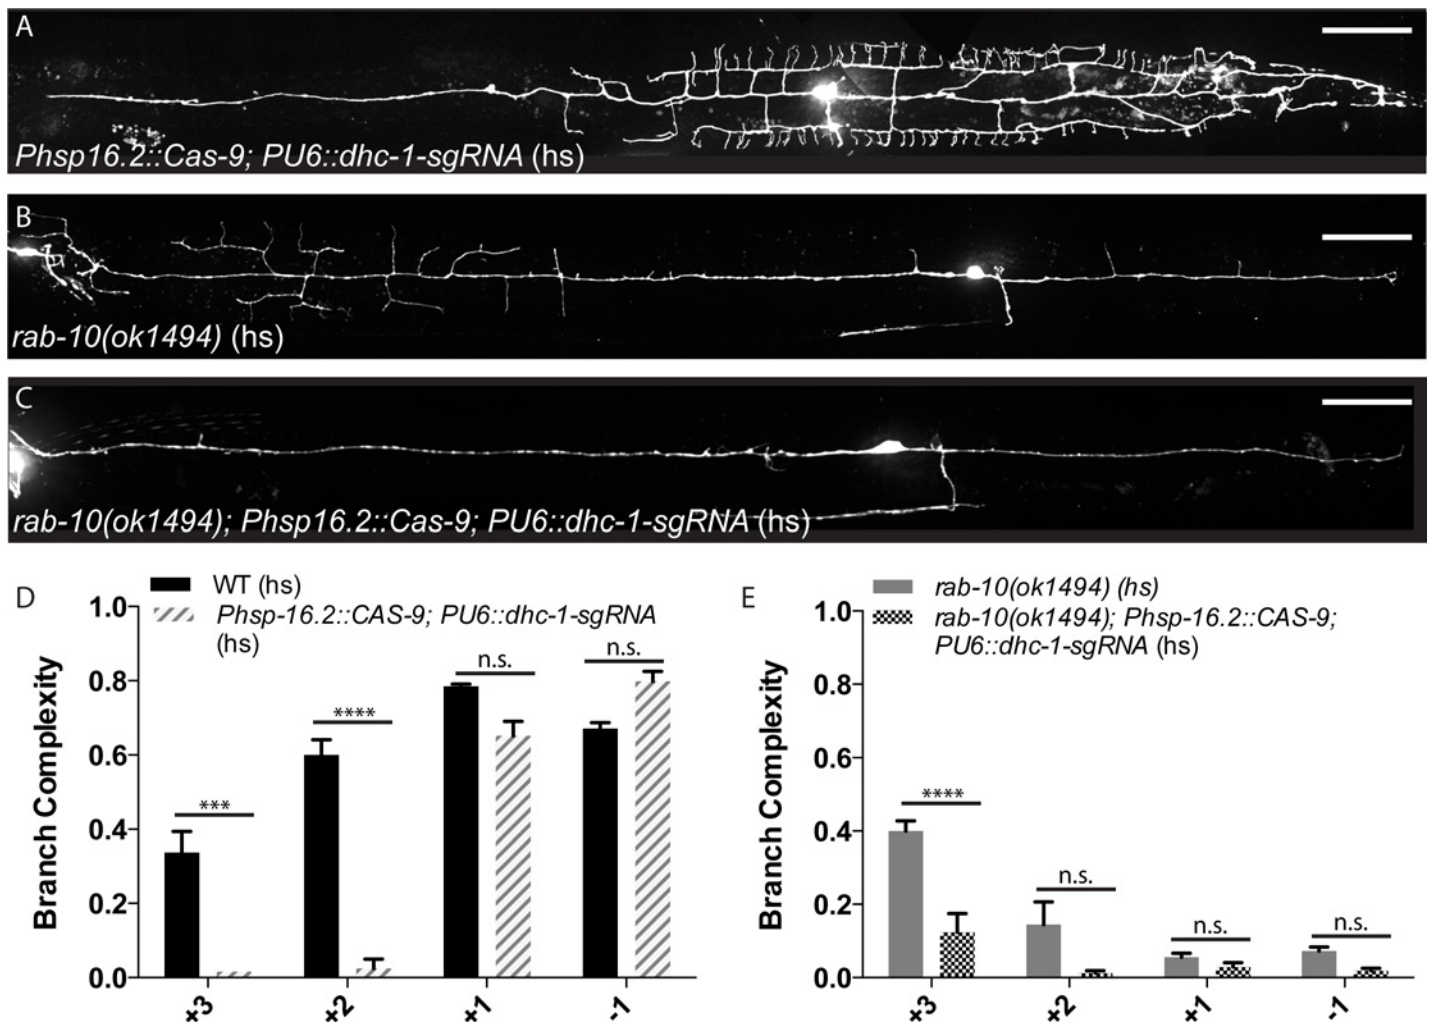 A
Phsp16.2::Cas-9; PU6::dhc-1-sgRNA (hs)
B
rab-10(ok1494) (hs)
C
rab-10(ok1494); Phsp16.2::Cas-9; PU6::dhc-1-sgRNA (hs)
D
WT (hs)
Phsp-16.2::CAS-9; PU6::dhc-1-sgRNA
(hs)
Branch Complexity
1.0
0.8
0.6
0.4
0.2
0.0
***
****
n.s.
n.s.
+3
+2
+1
-1
E
rab-10(ok1494) (hs)
rab-10(ok1494); Phsp-16.2::CAS-9;
PU6::dhc-1-sgRNA (hs)
Branch Complexity
1.0
0.8
0.6
0.4
0.2
0.0
****
n.s.
n.s.
n.s.
+3
+2
+1
-1